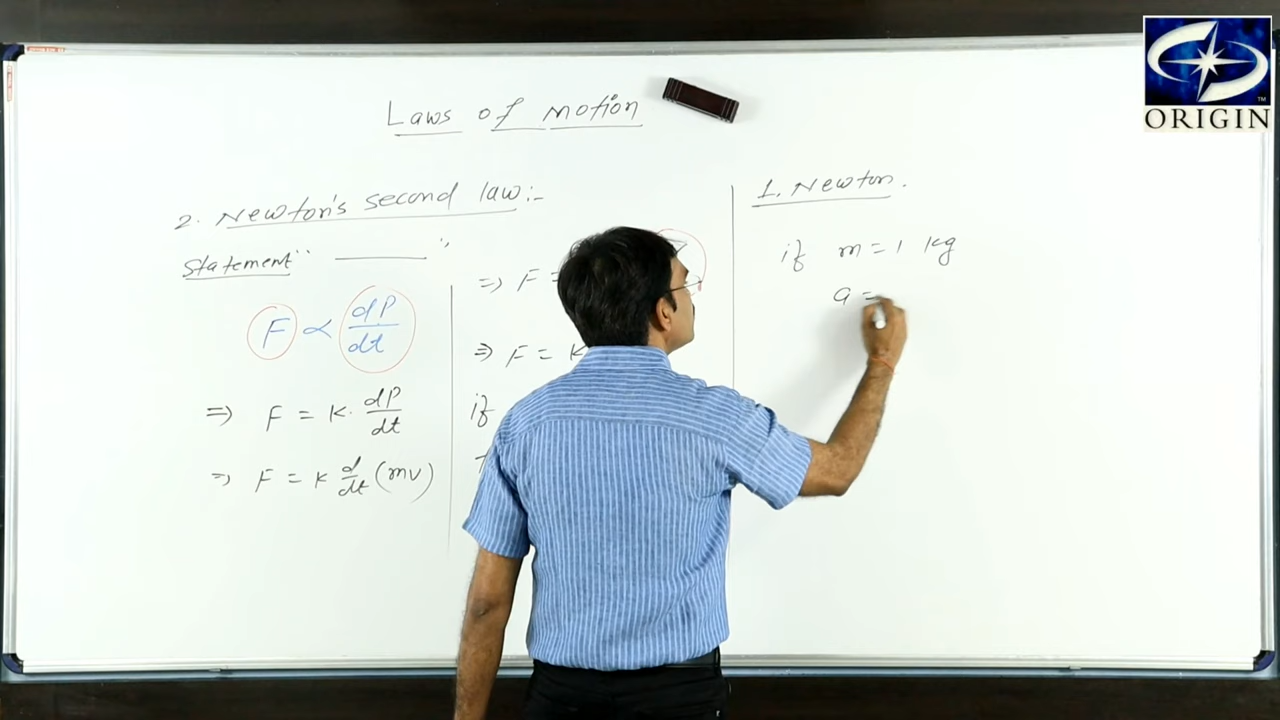 Laws of motion
2. Newton's second law:-
Statement
F ∝ dP/dt
⇒ F = K. dP/dt
⇒ F = K d/dt (mv)
⇒ F =
⇒ F = K
if
1. Newton.
if m = 1 kg
a =
ORIGIN
TM